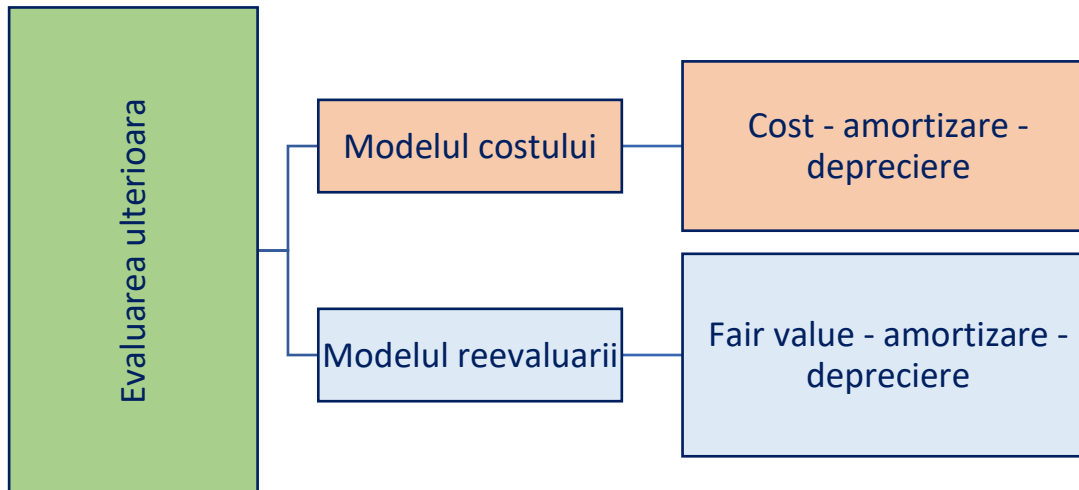 Evaluarea ulterioara
Modelul costului
Cost - amortizare -
depreciere
Modelul reevaluarii
Fair value - amortizare -
depreciere